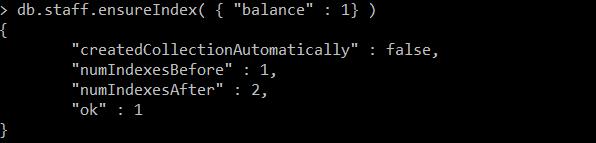 > db.staff.ensureIndex( { "balance" : 1} )
{
        "createdCollectionAutomatically" : false,
        "numIndexesBefore" : 1,
        "numIndexesAfter" : 2,
        "ok" : 1
}